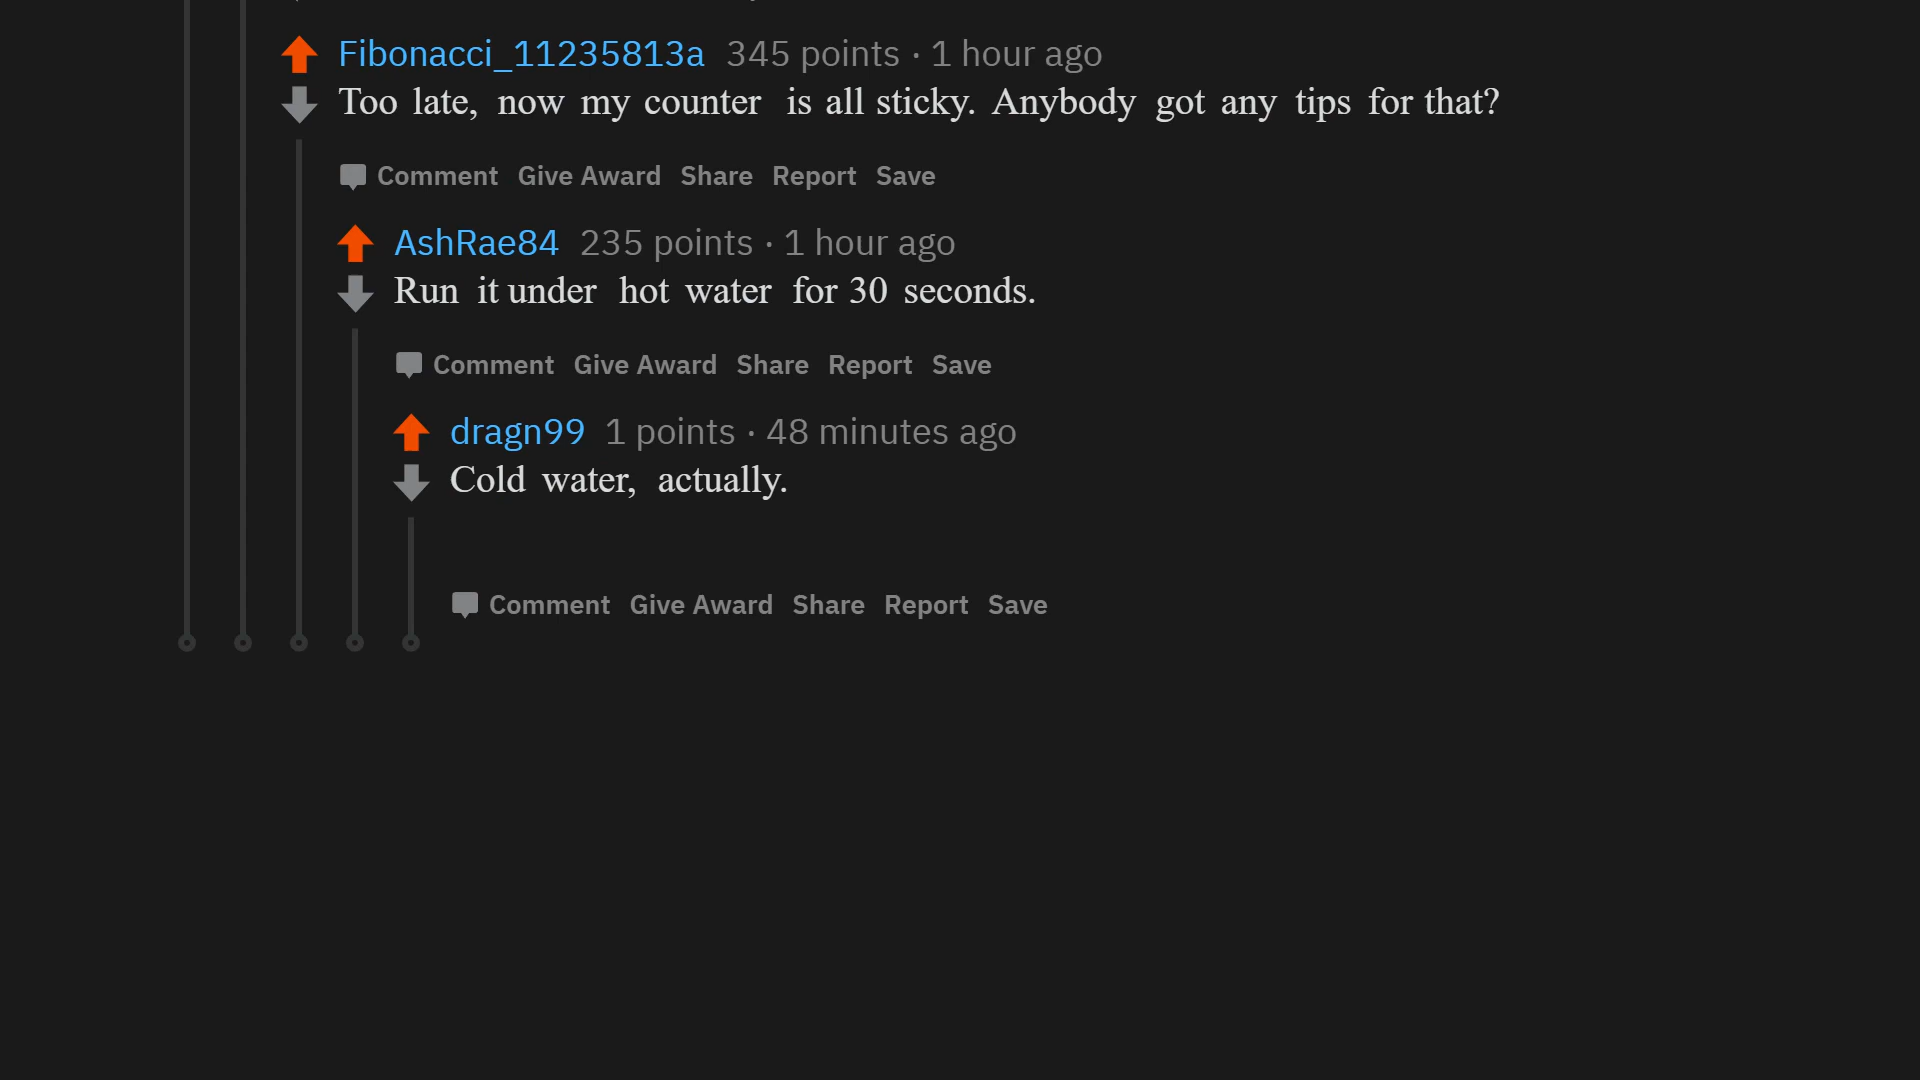 Fibonacci_11235813a 345 points · 1 hour ago
Too late, now my counter is all sticky. Anybody got any tips for that?
Comment Give Award Share Report Save
AshRae84 235 points · 1 hour ago
Run it under hot water for 30 seconds.
Comment Give Award Share Report Save
dragn99 1 points · 48 minutes ago
Cold water, actually.
Comment Give Award Share Report Save